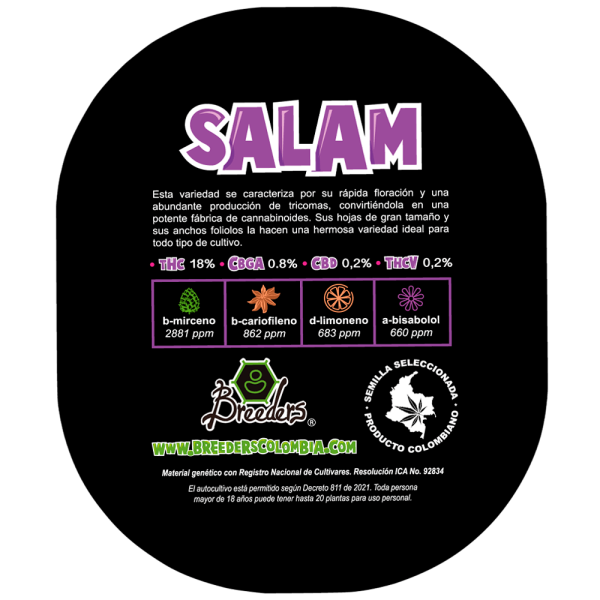 SALAM
Esta variedad se caracteriza por su rápida floración y una
abundante producción de tricomas, convirtiéndola en una
potente fábrica de cannabinoides. Sus hojas de gran tamaño y
sus anchos foliolos la hacen una hermosa variedad ideal para
todo tipo de cultivo.
• THC 18% • CBGA 0.8% • CBD 0,2% • THCV 0,2%
b-mirceno b-cariofileno d-limoneno a-bisabolol
2881 ppm 862 ppm 683 ppm 660 ppm
Breeders ®
SEMILLA SELECCIONADA
• PRODUCTO COLOMBIANO •
WWW.BREEDERSCOLOMBIA.COM
Material genético con Registro Nacional de Cultivares. Resolución ICA No. 92834
El autocultivo está permitido según Decreto 811 de 2021. Toda persona
mayor de 18 años puede tener hasta 20 plantas para uso personal.